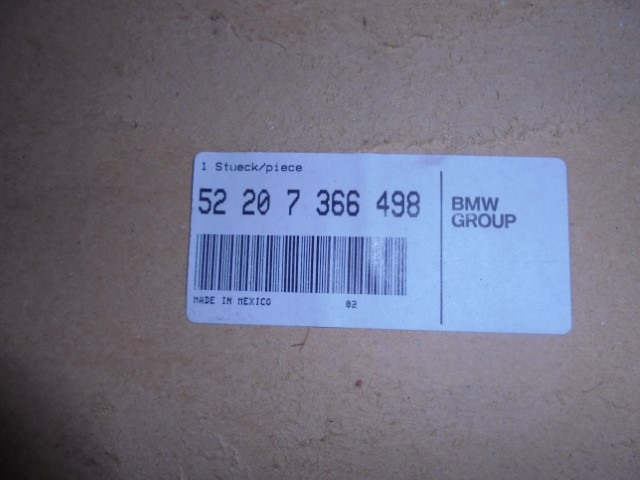 1 Stueck/piece
52 20 7 366 498
BMW
GROUP
MADE IN MEXICO 02